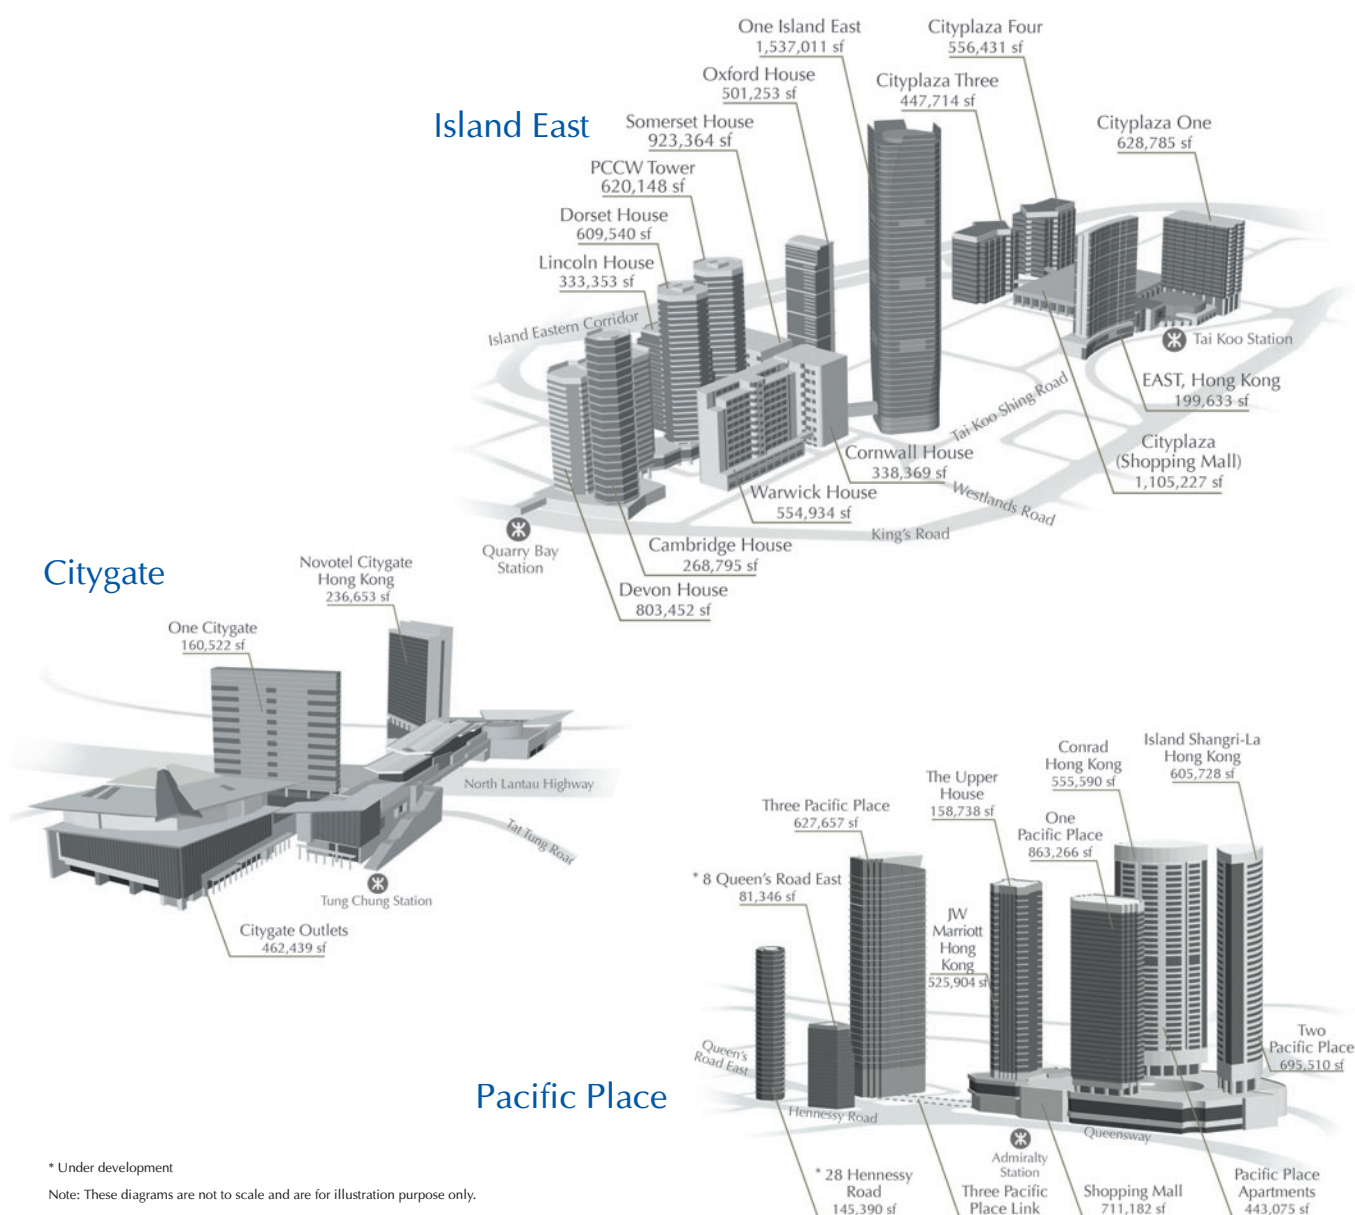 One Island East
1,537,011 sf
Cityplaza Four
556,431 sf
Oxford House
501,253 sf
Cityplaza Three
447,714 sf
Island East
Somerset House
923,364 sf
Cityplaza One
628,785 sf
PCCW Tower
620,148 sf
Dorset House
609,540 sf
Lincoln House
333,353 sf
Island Eastern Corridor
Tai Koo Station
EAST, Hong Kong
199,633 sf
Tai Koo Shing Road
Cityplaza
(Shopping Mall)
1,105,227 sf
Cornwall House
338,369 sf
Westlands Road
Warwick House
554,934 sf
King's Road
Quarry Bay
Station
Cambridge House
268,795 sf
Devon House
803,452 sf
Citygate
Novotel Citygate
Hong Kong
236,653 sf
One Citygate
160,522 sf
North Lantau Highway
Tat Tung Roar
Tung Chung Station
Citygate Outlets
462,439 sf
Island Shangri-La
Hong Kong
605,728 sf
Conrad
Hong Kong
555,590 sf
The Upper
House
158,738 sf
Three Pacific Place
627,657 sf
One
Pacific Place
863,266 sf
* 8 Queen's Road East
81,346 sf
JW
Marriott
Hong
Kong
525,904 sf
Two
Pacific Place
695,510 sf
Queen's
Road East
Pacific Place
Hennessy Road
Queensway
Admiralty
Station
* 28 Hennessy
Road
145,390 sf
Three Pacific
Place Link
Shopping Mall
711,182 sf
Pacific Place
Apartments
443,075 sf
* Under development
Note: These diagrams are not to scale and are for illustration purpose only.